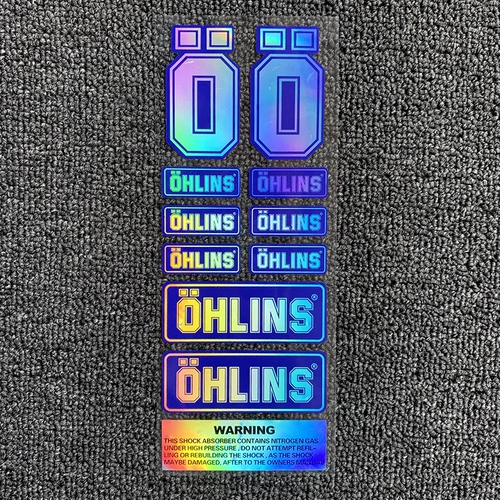 Ö Ö
ÖHLINS® ÖHLINS®
ÖHLINS® ÖHLINS®
ÖHLINS® ÖHLINS®
ÖHLINS®
ÖHLINS®
WARNING
THIS SHOCK ABSORBER CONTAINS NITROGEN GAS
UNDER HIGH PRESSURE, DO NOT ATTEMPT REFIL-
LING OR REBUILDING THE SHOCK, AS THE SHOCK
MAYBE DAMAGED, AFTER TO THE OWNERS